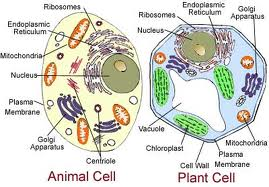 Ribosomes
Endoplasmic
Reticulum
Mitochondria
Nucleus
Plasma
Membrane
Golgi
Apparatus
Centriole
Animal Cell
Ribosomes
Endoplasmic
Reticulum
Nucleus
Golgi
Apparatus
Vacuole
Chloroplast
Cell Wall
Plasma
Membrane
Mitochondria
Plant Cell